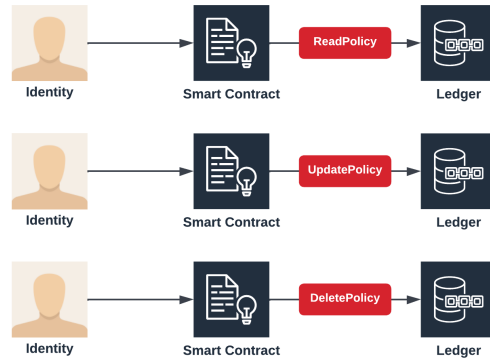 ReadPolicy
Identity
Smart Contract
Ledger
UpdatePolicy
Identity
Smart Contract
Ledger
DeletePolicy
Identity
Smart Contract
Ledger